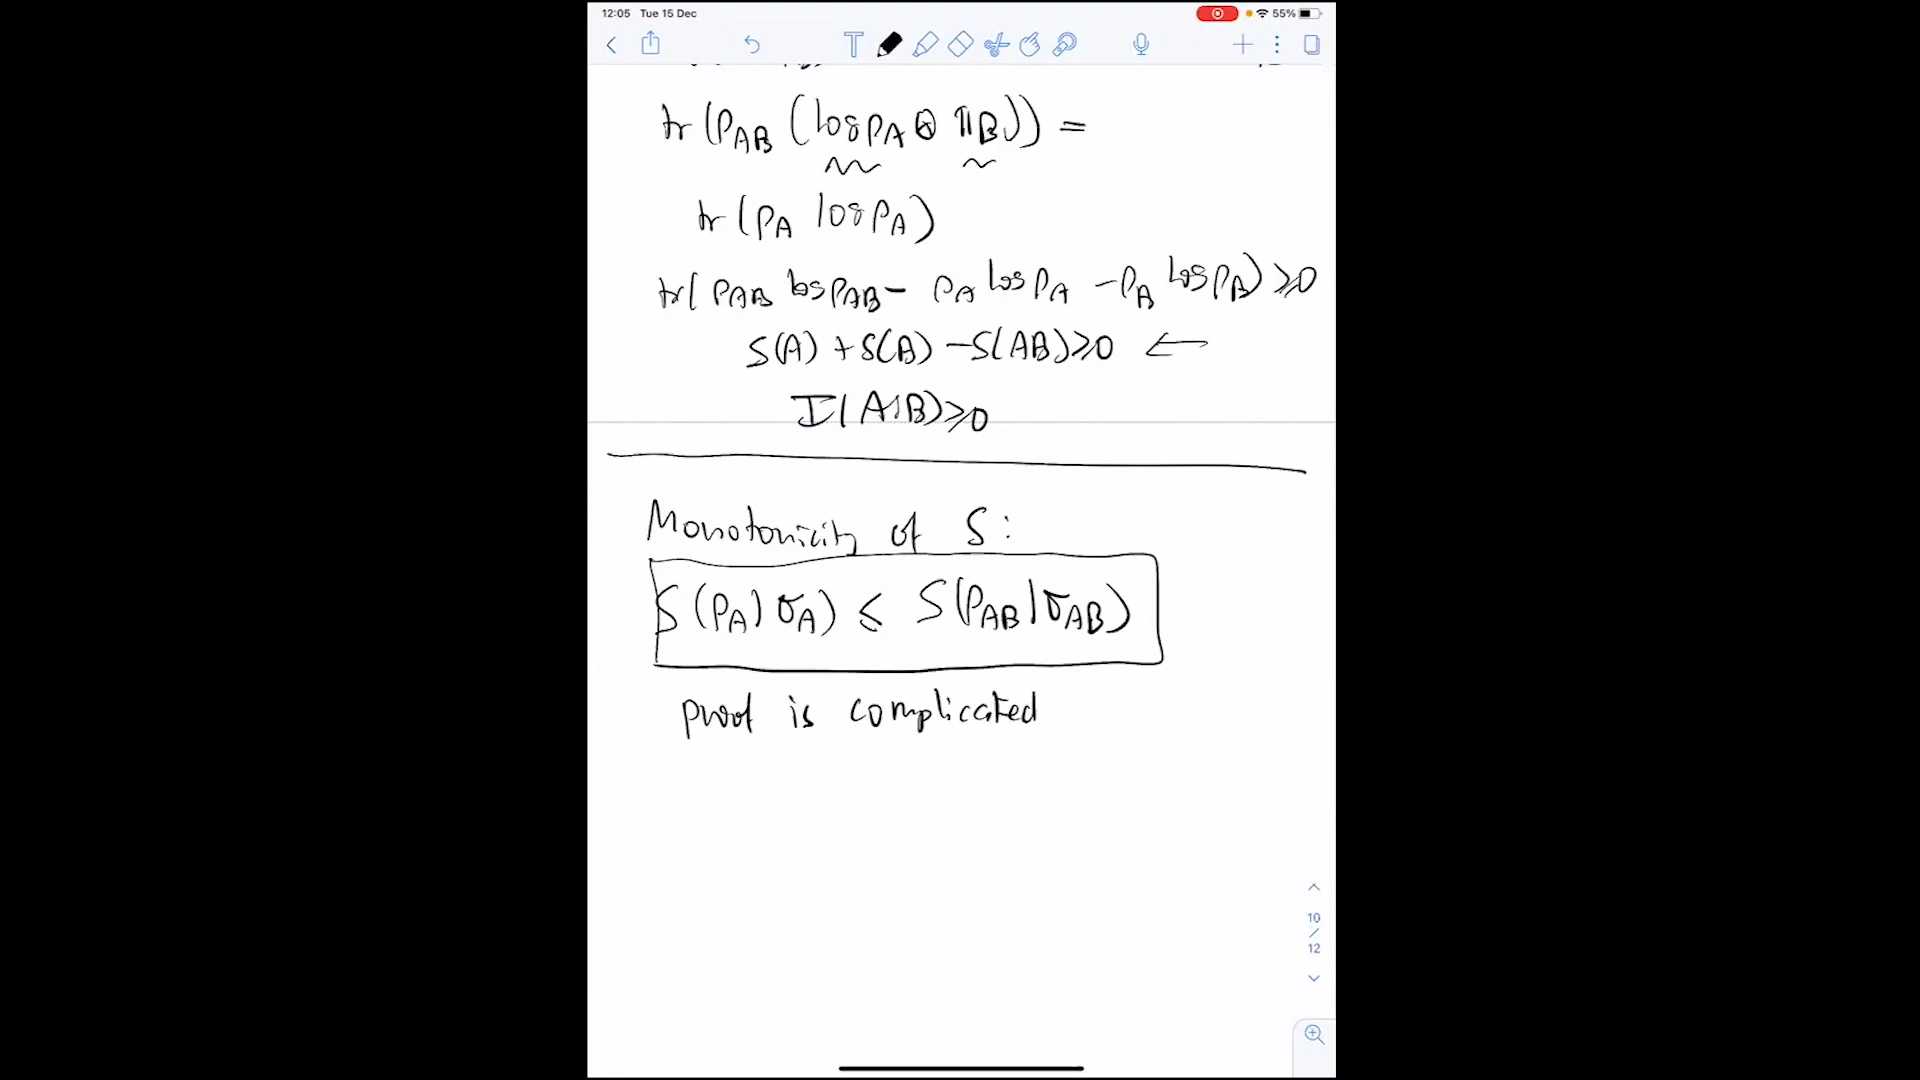 12:05 Tue 15 Dec 55%
tr(ρAB (log ρA ⊗ 𝟙B)) =
tr(ρA log ρA)
tr(ρAB log ρAB - ρA log ρA - ρB log ρB) ≥ 0
S(A) + S(B) - S(AB) ≥ 0 ←
I(A:B) ≥ 0
Monotonicity of S:
S(ρA|σA) ≤ S(ρAB|σAB)
proof is complicated
10
/
12